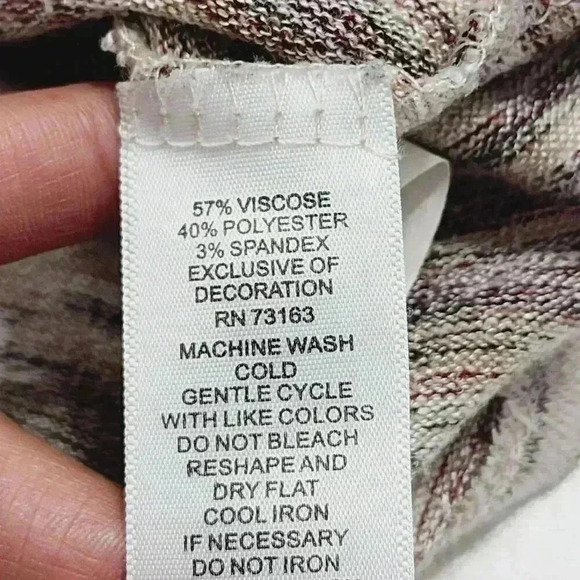 57% VISCOSE
40% POLYESTER
3% SPANDEX
EXCLUSIVE OF
DECORATION
RN 73163
MACHINE WASH
COLD
GENTLE CYCLE
WITH LIKE COLORS
DO NOT BLEACH
RESHAPE AND
DRY FLAT
COOL IRON
IF NECESSARY
DO NOT IRON